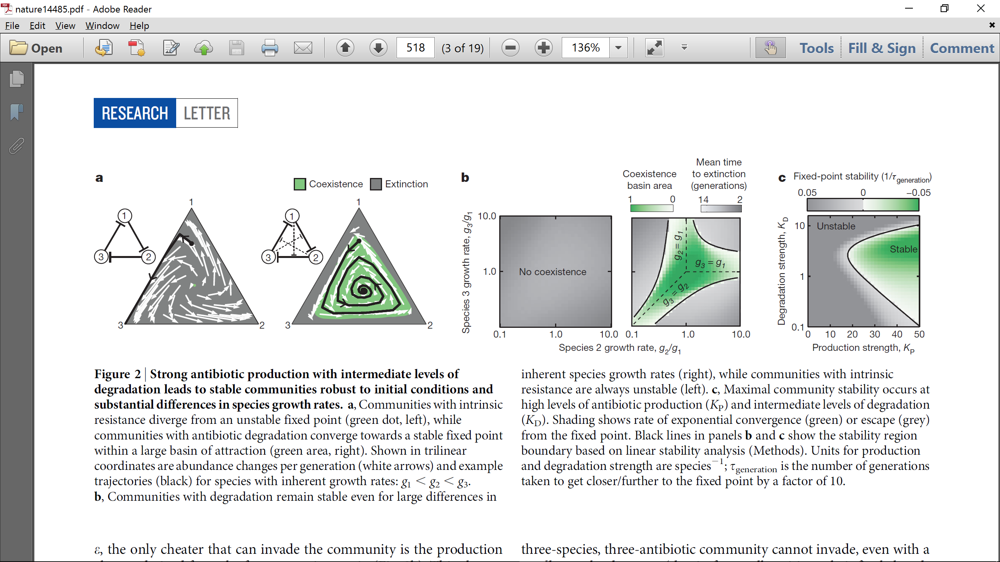 nature14485.pdf - Adobe Reader
File Edit View Window Help
Open 518 (3 of 19) 136% Tools Fill & Sign Comment
RESEARCH LETTER
a
Coexistence Extinction
1
2
3
1
2
3
1
2
3
1
2
3
b
Coexistence basin area
1 0
Mean time to extinction (generations)
14 2
Species 3 growth rate, g3/g1
10.0
1.0
No coexistence
0.1 1.0 10.0
g2 = g1
g3 = g1
g3 = g2
0.1 1.0 10.0
Species 2 growth rate, g2/g1
c Fixed-point stability (1/τgeneration)
0.05 0 −0.05
Degradation strength, KD
10
1
0.1
Unstable
Stable
0 10 20 30 40 50
Production strength, KP
Figure 2 | Strong antibiotic production with intermediate levels of
degradation leads to stable communities robust to initial conditions and
substantial differences in species growth rates. a, Communities with intrinsic
resistance diverge from an unstable fixed point (green dot, left), while
communities with antibiotic degradation converge towards a stable fixed point
within a large basin of attraction (green area, right). Shown in trilinear
coordinates are abundance changes per generation (white arrows) and example
trajectories (black) for species with inherent growth rates: g1 < g2 < g3.
b, Communities with degradation remain stable even for large differences in
inherent species growth rates (right), while communities with intrinsic
resistance are always unstable (left). c, Maximal community stability occurs at
high levels of antibiotic production (KP) and intermediate levels of degradation
(KD). Shading shows rate of exponential convergence (green) or escape (grey)
from the fixed point. Black lines in panels b and c show the stability region
boundary based on linear stability analysis (Methods). Units for production
and degradation strength are species−1; τgeneration is the number of generations
taken to get closer/further to the fixed point by a factor of 10.
ε, the only cheater that can invade the community is the production
three-species, three-antibiotic community cannot invade, even with a